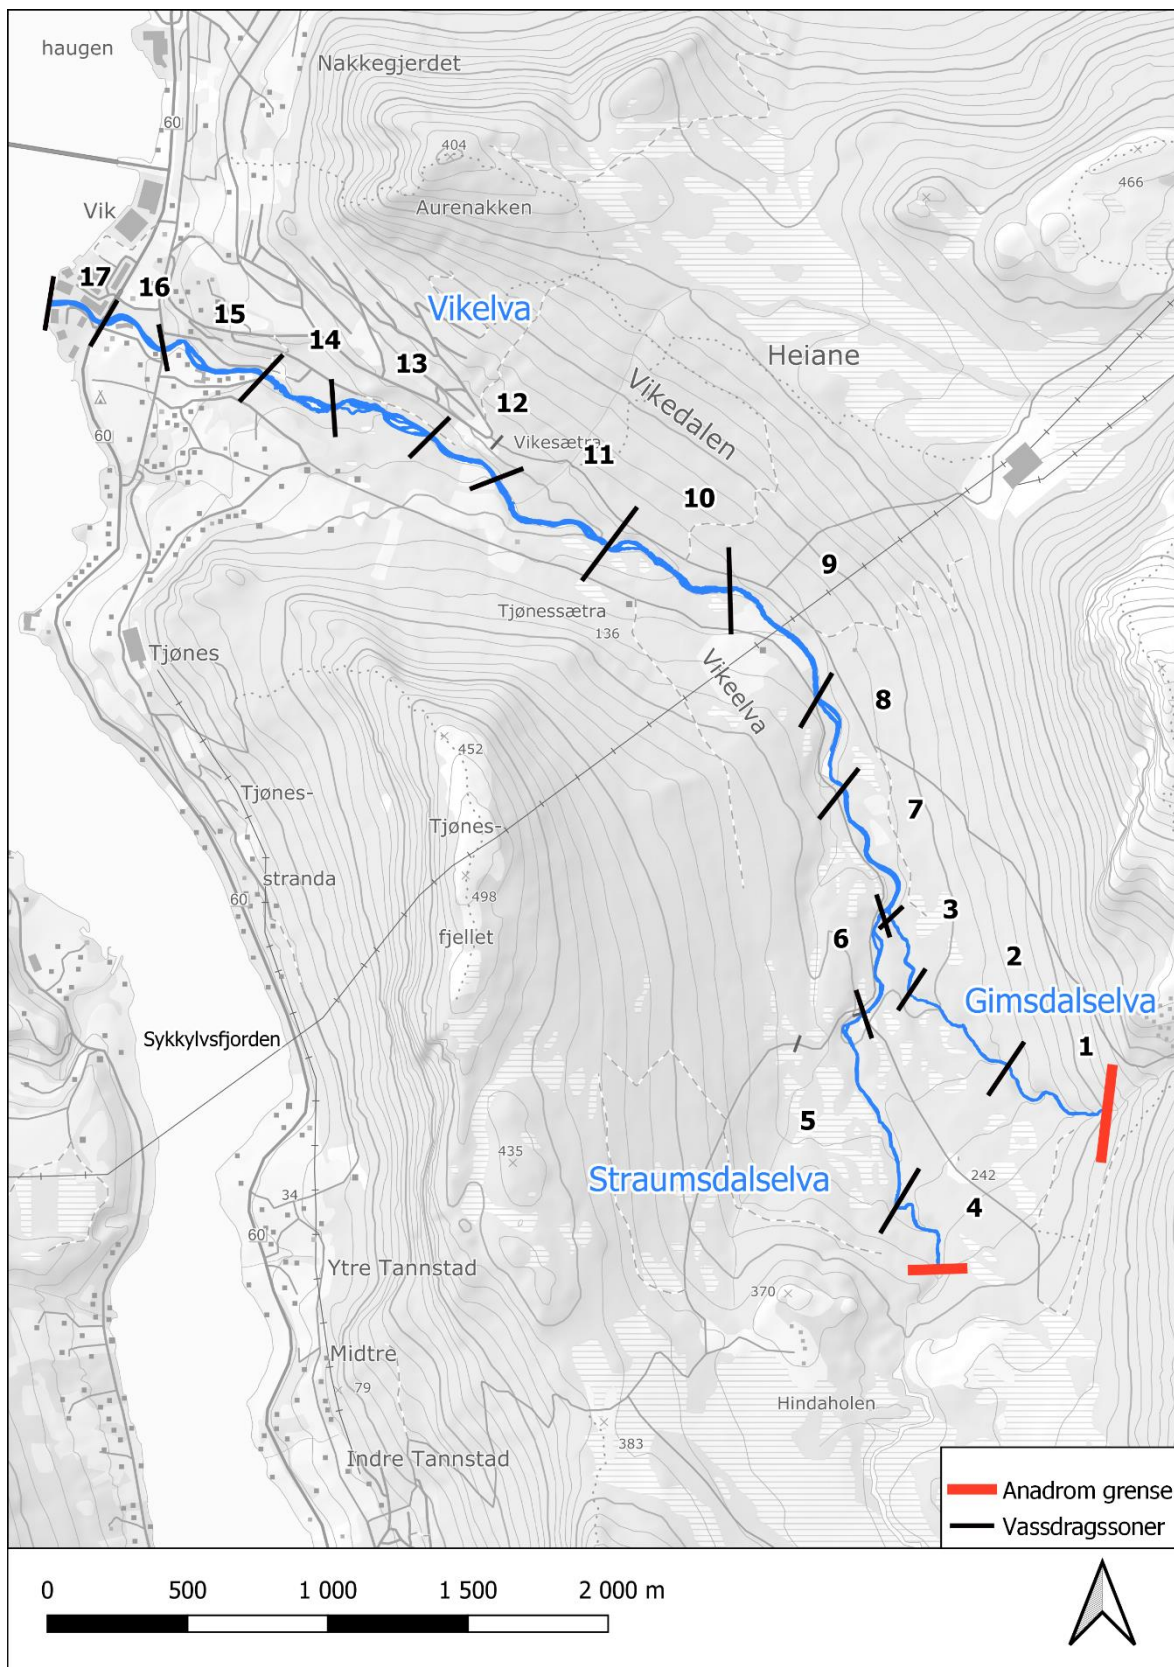 haugen
Nakkegjerdet
60
404
466
Vik
Aurenakken
17
16
Vikelva
15
14
Heiane
13
Vikedalen
12
60
Vikesætra
11
10
9
Tjønessætra
136
Tjønes
Vikeelva
8
452
Tjønes-
Tjønes-
7
stranda
498
60
3
fjellet
6
2
Gimsdalselva
Sykkylvsfjorden
1
5
435
Straumsdalselva
242
34
4
60
Ytre Tannstad
370
Midtre
79
Hindaholen
383
Indre Tannstad
Anadrom grense
Vassdragssoner
0 500 1 000 1 500 2 000 m